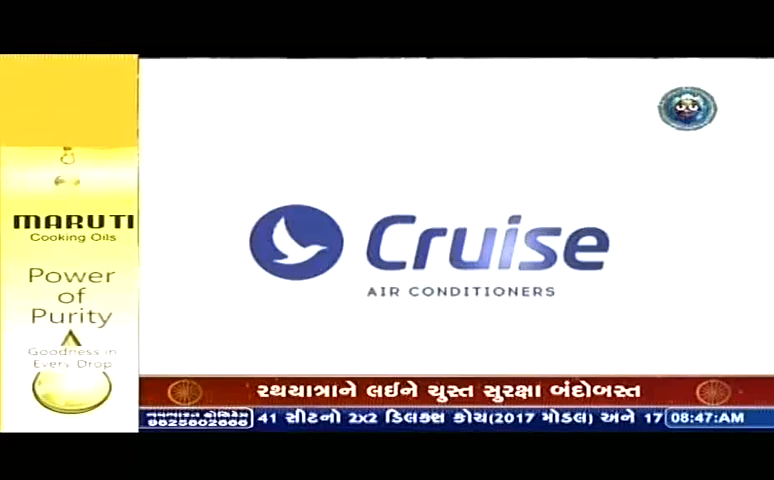 MARUTI
Cooking Oils
Power
of
Purity
Goodness in
Every Drop
Cruise
AIR CONDITIONERS
રથયાત્રાને લઈને ચુસ્ત સુરક્ષા બંદોબસ્ત
41 સીટનો 2x2 ડિલક્ષ કોચ(2017 મોડલ) અને 17
08:47:AM